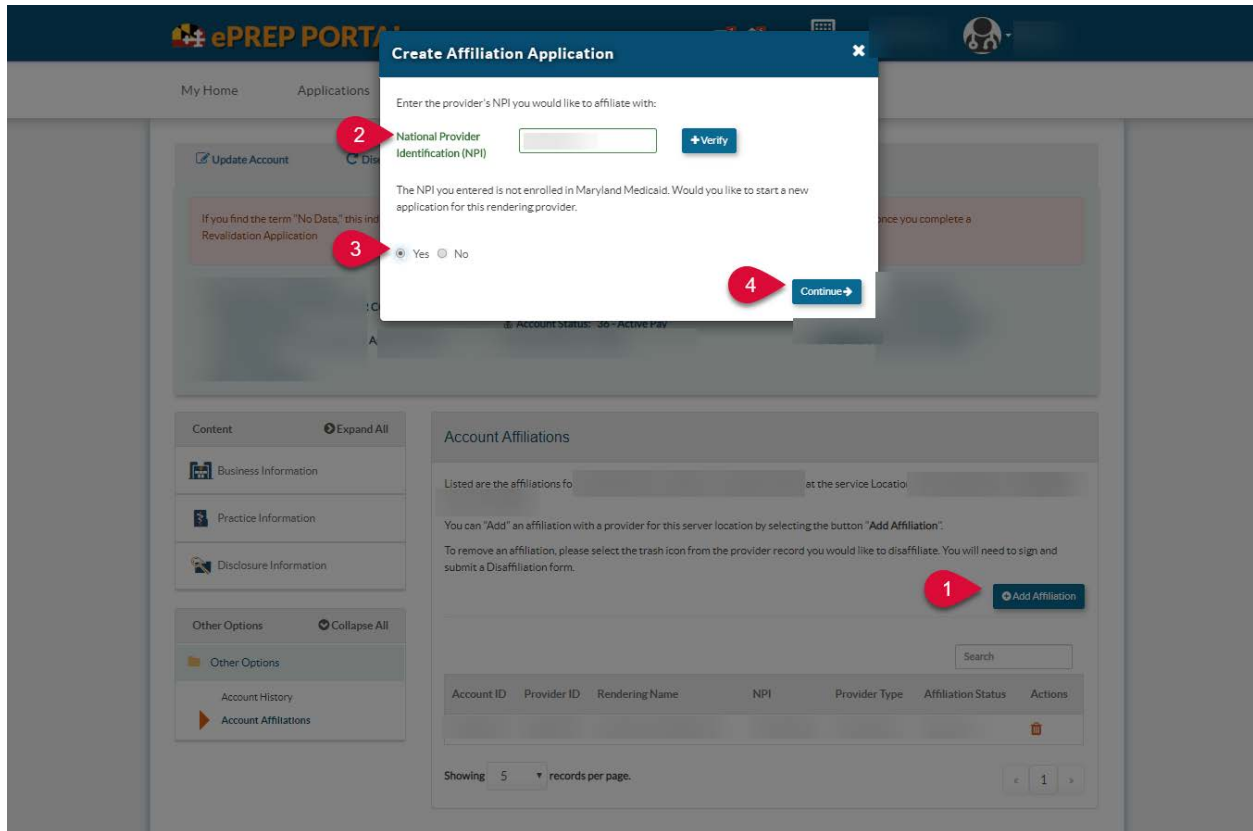 ePREP PORTA
Create Affiliation Application
My Home
Applications
Enter the provider's NPI you would like to affiliate with:
2
National Provider
Identification (NPI)
Verify
Update Account
The NPI you entered is not enrolled in Maryland Medicaid. Would you like to start a new
application for this rendering provider.
If you find the term "No Data," this ind
once you complete a
Revalidation Application
3
Yes
No
4
Continue
Account Status: 36 - Active Pay
A
Content
Expand All
Account Affiliations
Business Information
Listed are the affiliations fo
at the service Locatio
Practice Information
You can "Add" an affiliation with a provider for this server location by selecting the button "Add Affiliation".
To remove an affiliation, please select the trash icon from the provider record you would like to disaffiliate. You will need to sign and
submit a Disaffiliation form.
Disclosure Information
1
Add Affiliation
Other Options
Collapse All
Search
Other Options
Account ID
Provider ID
Rendering Name
NPI
Provider Type
Affiliation Status
Actions
Account History
Account Affiliations
Showing 5 records per page.
1